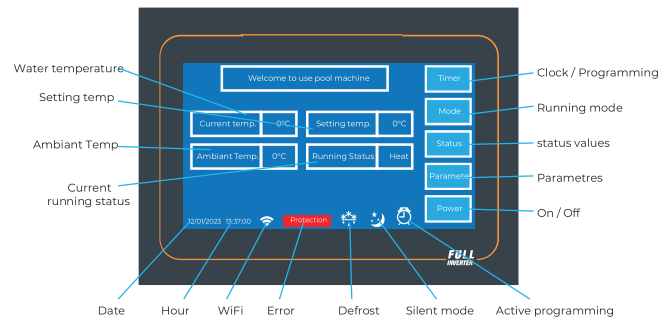 Welcome to use pool machine
Timer
Water temperature
Clock / Programming
Setting temp
Mode
Running mode
Current temp.
0°C
Setting temp.
0°C
Ambiant Temp
Status
status values
Ambiant Temp.
0°C
Running Status
Heat
Paramete
Parametres
Current
running status
Power
On / Off
12/01/2023 13:37:00
Protection
FULL
INVERTER
Date
Hour
WiFi
Error
Defrost
Silent mode
Active programming